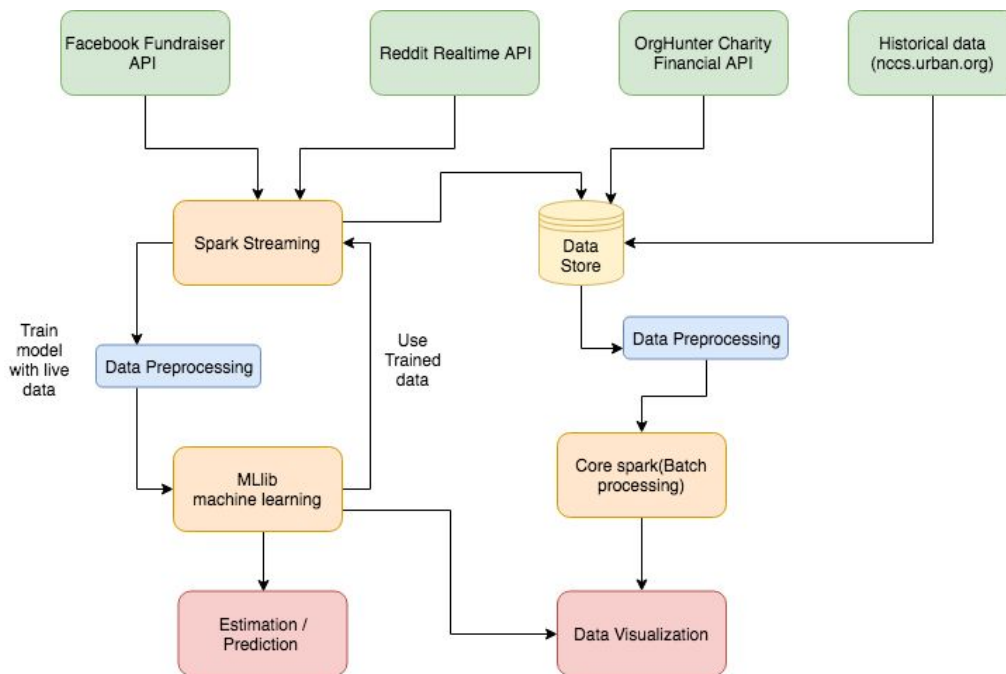 Facebook Fundraiser
API
Reddit Realtime API
OrgHunter Charity
Financial API
Historical data
(nccs.urban.org)
Spark Streaming
Data
Store
Train
model
with live
data
Data Preprocessing
Use
Trained
data
Data Preprocessing
MLlib
machine learning
Core spark(Batch
processing)
Estimation /
Prediction
Data Visualization